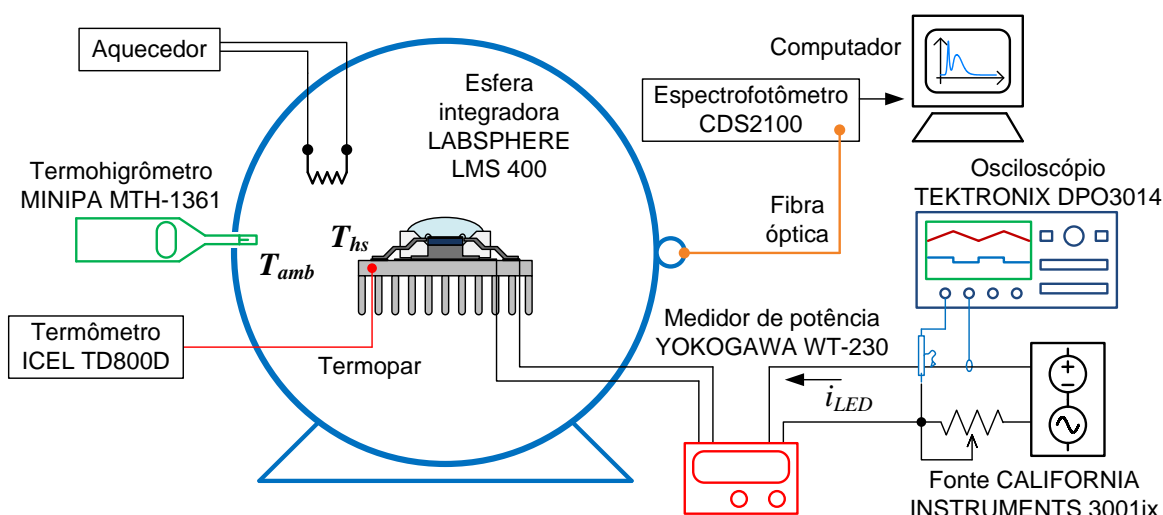 Aquecedor
Esfera
integradora
LABSPHERE
LMS 400
Computador
Espectrofotômetro
CDS2100
Termohigrômetro
MINIPA MTH-1361
Osciloscópio
TEKTRONIX DPO3014
Fibra
óptica
T_hs
T_amb
Termômetro
ICEL TD800D
Termopar
Medidor de potência
YOKOGAWA WT-230
i_LED
Fonte CALIFORNIA
INSTRUMENTS 3001ix